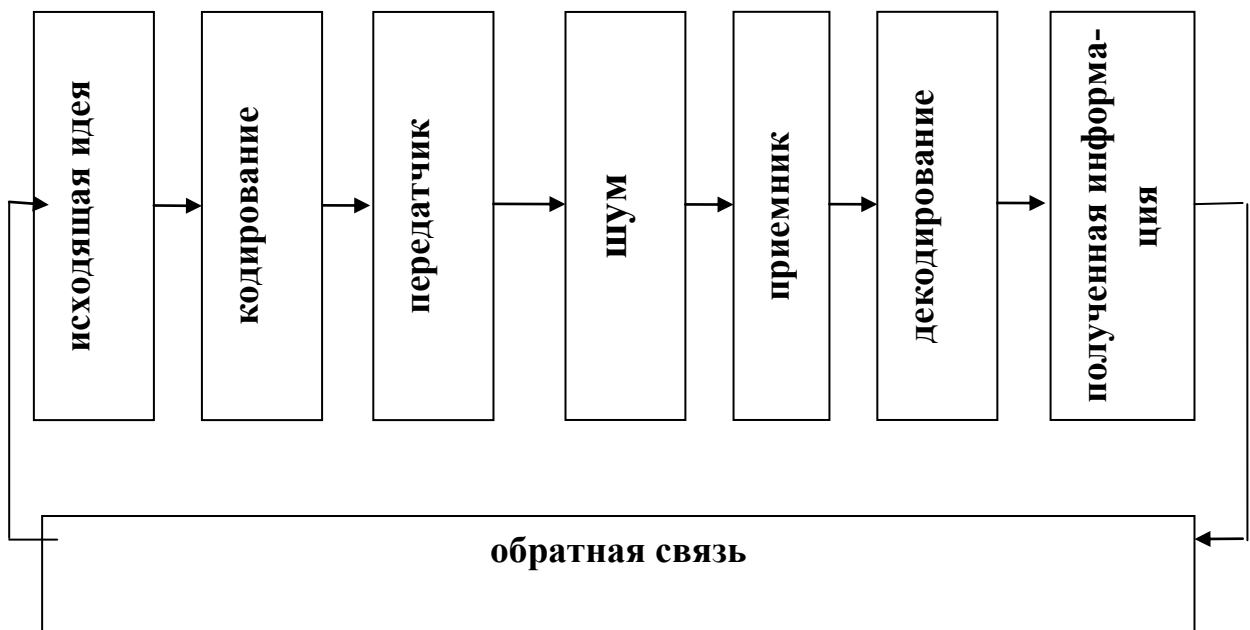 исходящая идея
кодирование
передатчик
шум
приемник
декодирование
полученная информа-
ция
обратная связь